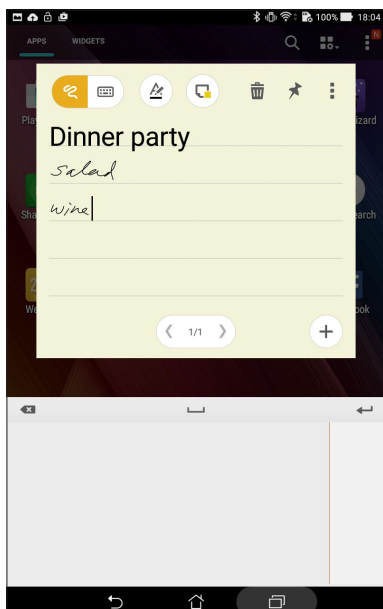 100% 18:04
APPS WIDGETS
N
Dinner party
salad
wine
1/1